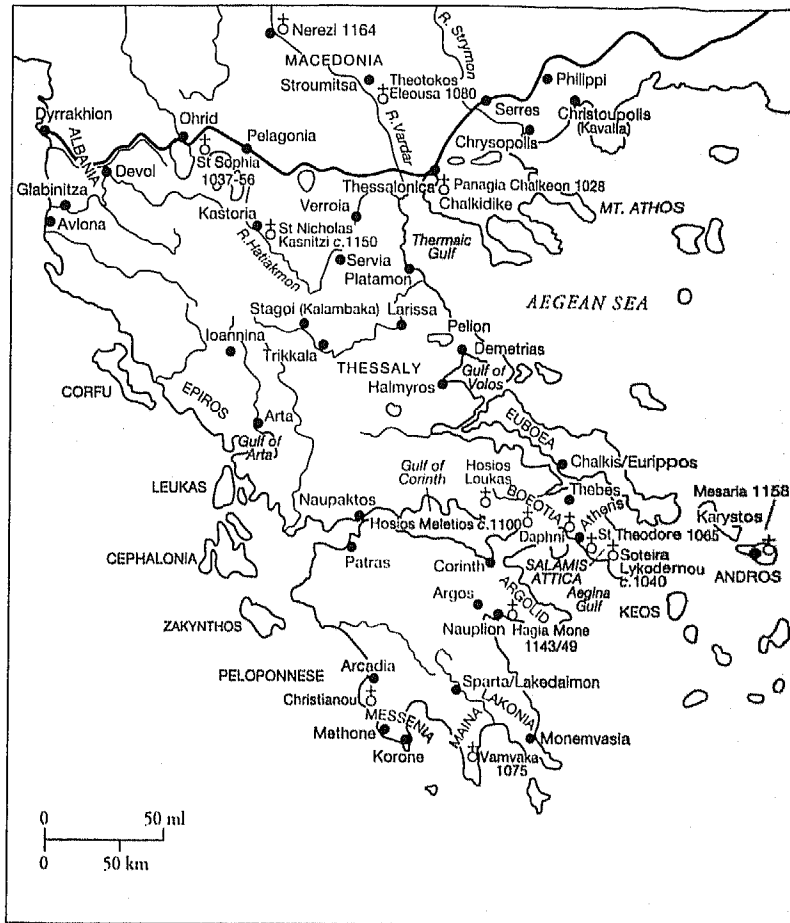 Nerezi 1164
MACEDONIA
R. Strymon
Stroumitsa
Theotokos
Eleousa 1080
Philippi
Serres
Christoupolis
(Kavalla)
Chrysopolis
Dyrrakhion
ALBANIA
Ohrid
Pelagonia
R. Vardar
St Sophia
1037-56
Devol
Glabinitza
Avlona
Thessalonica
Panagia Chalkeon 1028
Chalkidike
MT. ATHOS
Verroia
Kastoria
St Nicholas
Kasnitzi c.1150
R. Haliakmon
Thermaic
Gulf
Servia
Platamon
AEGEAN SEA
Stagoi (Kalambaka)
Larissa
Ioannina
Trikkala
Pelion
Demetrias
THESSALY
Gulf of
Volos
Halmyros
CORFU
EPIROS
Arta
Gulf of
Arta
EUBOEA
Chalkis/Eurippos
LEUKAS
Gulf of
Corinth
Hosios
Loukas
BOEOTIA
Thebes
Mesaria 1158
Karystos
Naupaktos
Hosios Meletios c.1100
Athens
St Theodore 1065
Daphni
CEPHALONIA
Patras
Corinth
SALAMIS
ATTICA
Soteira
Lykodemou
c.1040
ANDROS
Aegina
Gulf
KEOS
ARGOLID
Argos
Nauplion
Hagia Mone
1143/49
ZAKYNTHOS
PELOPONNESE
Arcadia
Christianou
Sparta/Lakedaimon
MESSENIA
LAKONIA
MAINA
Methone
Korone
Monemvasia
Vamvaka
1075
0 50 ml
0 50 km